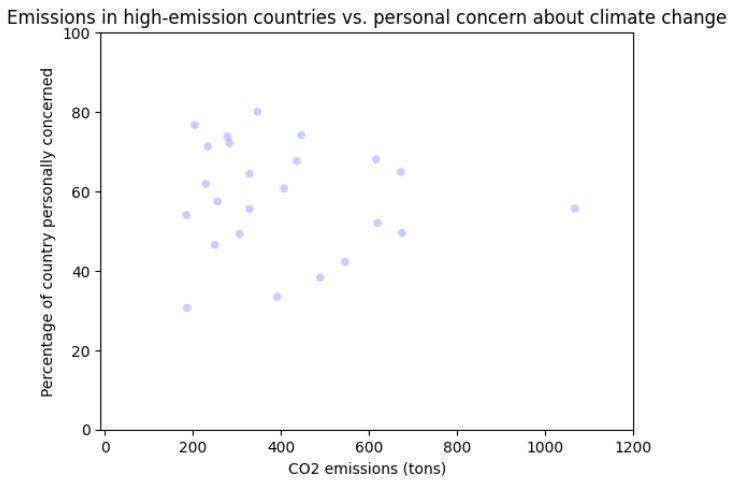 Emissions in high-emission countries vs. personal concern about climate change
100
80
60
40
20
0
Percentage of country personally concerned
0 200 400 600 800 1000 1200
CO2 emissions (tons)